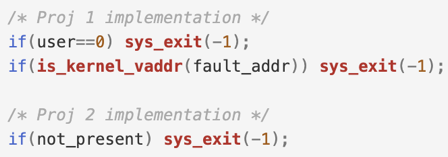 /* Proj 1 implementation */
if(user==0) sys_exit(-1);
if(is_kernel_vaddr(fault_addr)) sys_exit(-1);
/* Proj 2 implementation */
if(not_present) sys_exit(-1);